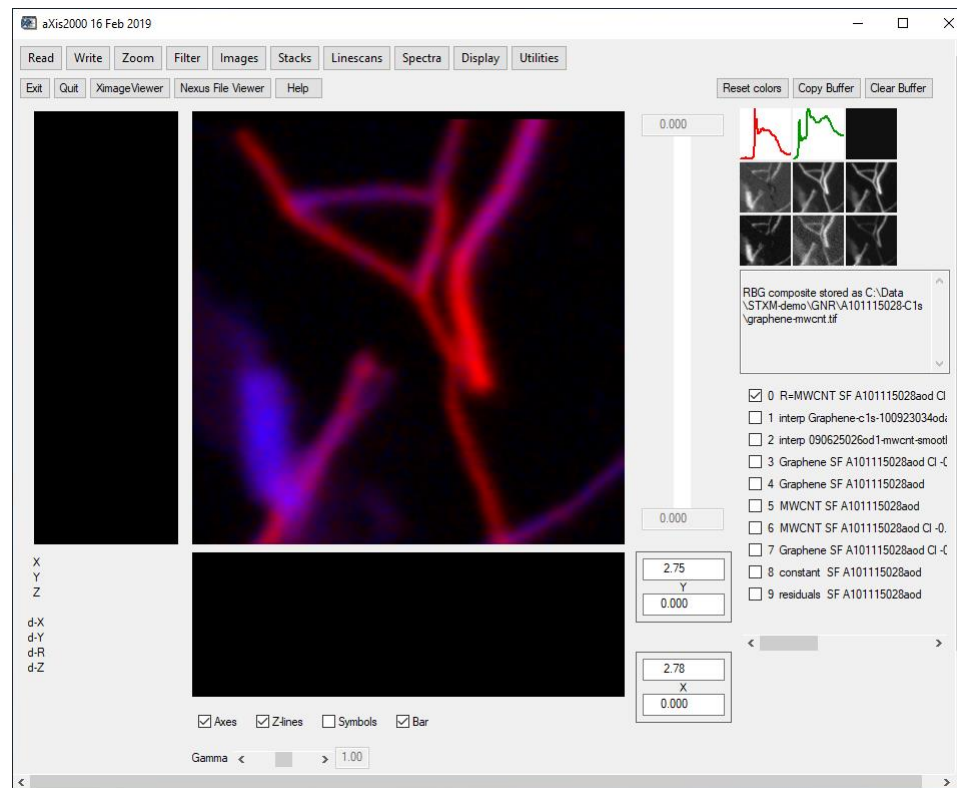 aXis2000 16 Feb 2019
Read Write Zoom Filter Images Stacks Linescans Spectra Display Utilities
Exit Quit XimageViewer Nexus File Viewer Help Reset colors Copy Buffer Clear Buffer
0.000
RBG composite stored as C:\Data
\STXM-demo\GNR\A101115028-C1s
\graphene-mwcnt.tif
0 R=MWCNT SF A101115028aod Cl
1 interp Graphene-c1s-100923034oda
2 interp 090625026od1-mwcnt-smootl
3 Graphene SF A101115028aod Cl -0
4 Graphene SF A101115028aod
5 MWCNT SF A101115028aod
6 MWCNT SF A101115028aod Cl -0.
7 Graphene SF A101115028aod Cl -0
8 constant SF A101115028aod
9 residuals SF A101115028aod
0.000
2.75
Y
0.000
2.78
X
0.000
X
Y
Z
d-X
d-Y
d-R
d-Z
Axes Z-lines Symbols Bar
Gamma 1.00